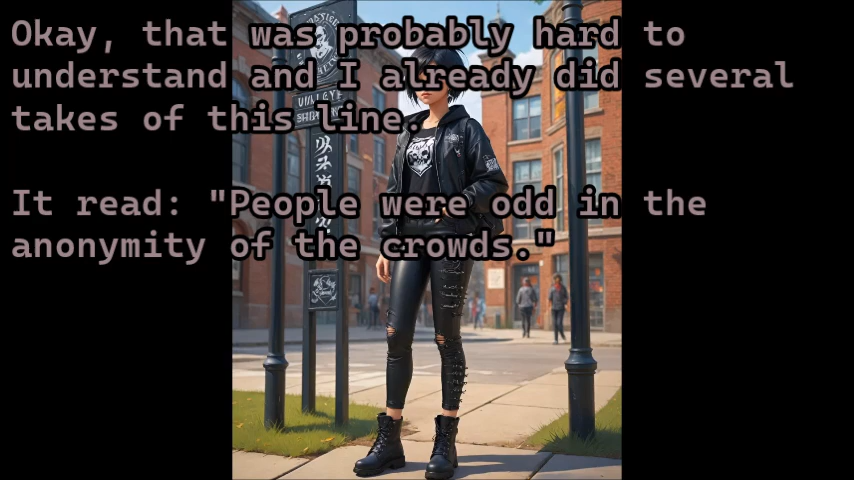 Okay, that was probably hard to
understand and I already did several
takes of this line.
It read: "People were odd in the
anonymity of the crowds."